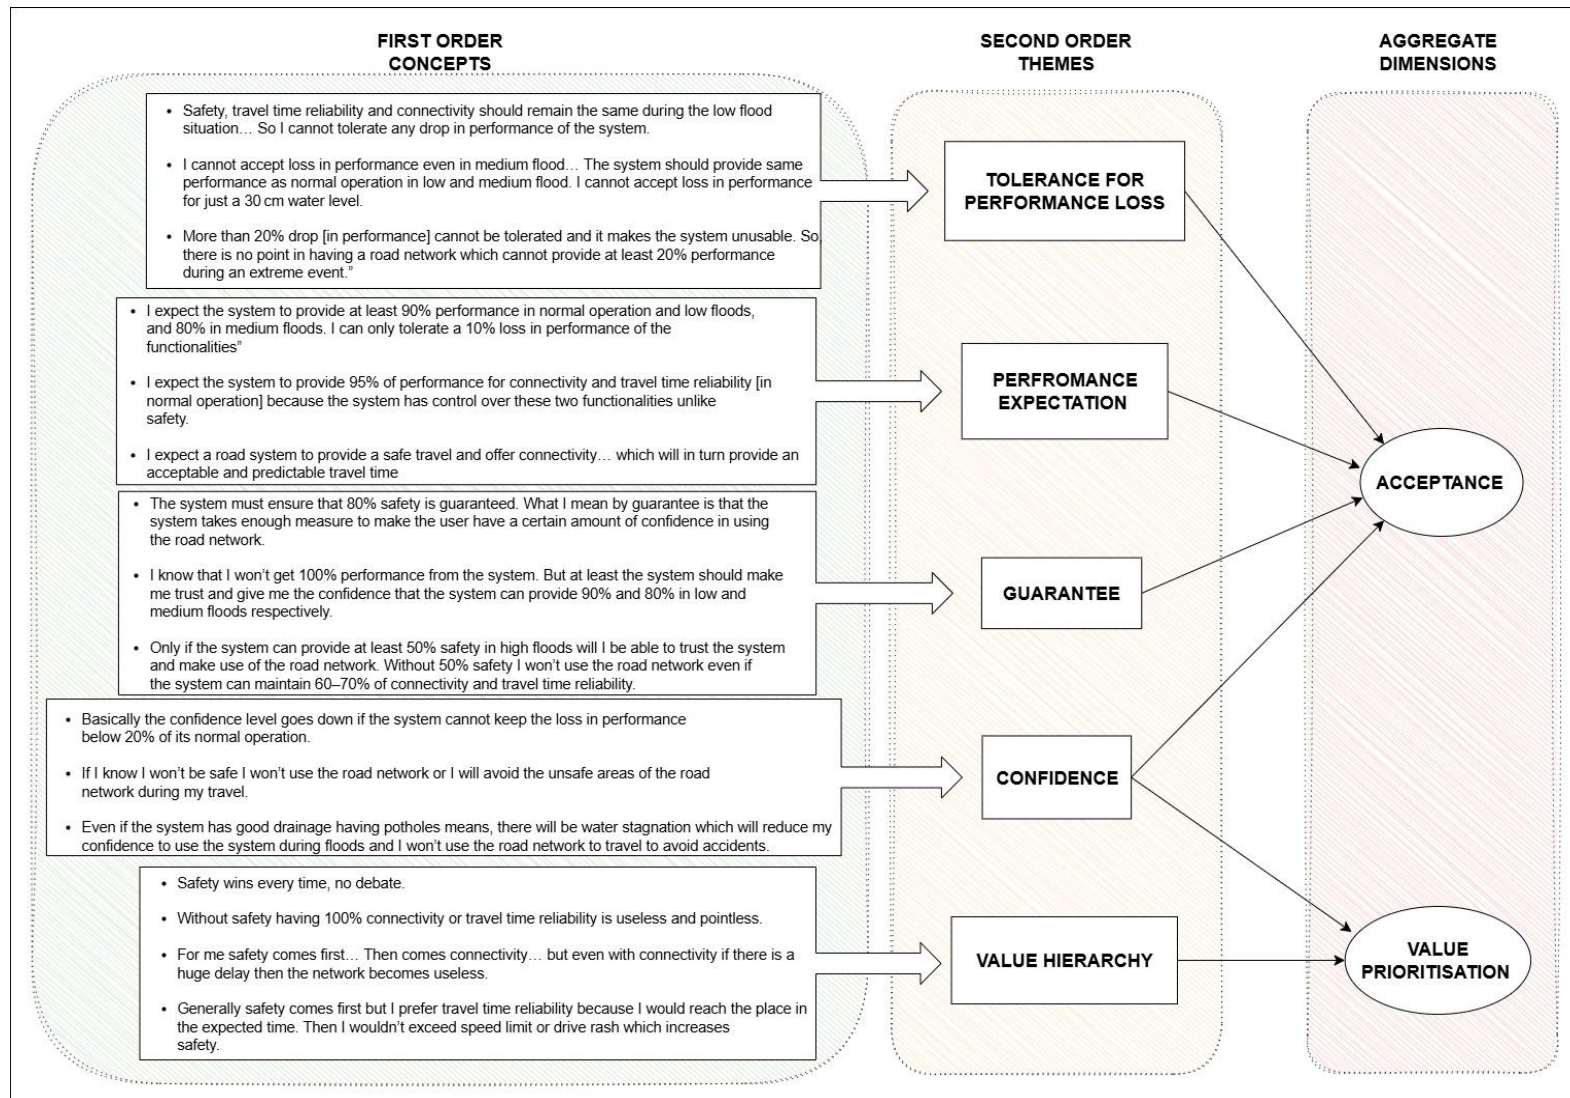 FIRST ORDER
CONCEPTS
SECOND ORDER
THEMES
AGGREGATE
DIMENSIONS
• Safety, travel time reliability and connectivity should remain the same during the low flood
situation… So I cannot tolerate any drop in performance of the system.
• I cannot accept loss in performance even in medium flood… The system should provide same
performance as normal operation in low and medium flood. I cannot accept loss in performance
for just a 30 cm water level.
• More than 20% drop [in performance] cannot be tolerated and it makes the system unusable. So,
there is no point in having a road network which cannot provide at least 20% performance
during an extreme event.”
TOLERANCE FOR
PERFORMANCE LOSS
• I expect the system to provide at least 90% performance in normal operation and low floods,
and 80% in medium floods. I can only tolerate a 10% loss in performance of the
functionalities”
• I expect the system to provide 95% of performance for connectivity and travel time reliability [in
normal operation] because the system has control over these two functionalities unlike
safety.
• I expect a road system to provide a safe travel and offer connectivity… which will in turn provide an
acceptable and predictable travel time
PERFROMANCE
EXPECTATION
ACCEPTANCE
• The system must ensure that 80% safety is guaranteed. What I mean by guarantee is that the
system takes enough measure to make the user have a certain amount of confidence in using
the road network.
• I know that I won’t get 100% performance from the system. But at least the system should make
me trust and give me the confidence that the system can provide 90% and 80% in low and
medium floods respectively.
• Only if the system can provide at least 50% safety in high floods will I be able to trust the system
and make use of the road network. Without 50% safety I won’t use the road network even if
the system can maintain 60–70% of connectivity and travel time reliability.
GUARANTEE
• Basically the confidence level goes down if the system cannot keep the loss in performance
below 20% of its normal operation.
• If I know I won’t be safe I won’t use the road network or I will avoid the unsafe areas of the road
network during my travel.
• Even if the system has good drainage having potholes means, there will be water stagnation which will reduce my
confidence to use the system during floods and I won’t use the road network to travel to avoid accidents.
CONFIDENCE
• Safety wins every time, no debate.
• Without safety having 100% connectivity or travel time reliability is useless and pointless.
• For me safety comes first… Then comes connectivity… but even with connectivity if there is a
huge delay then the network becomes useless.
• Generally safety comes first but I prefer travel time reliability because I would reach the place in
the expected time. Then I wouldn’t exceed speed limit or drive rash which increases
safety.
VALUE HIERARCHY
VALUE
PRIORITISATION